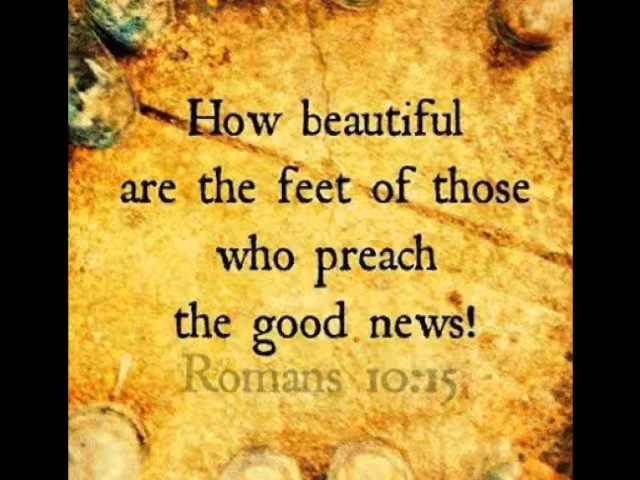 How beautiful
are the feet of those
who preach
the good news!
Romans 10:15